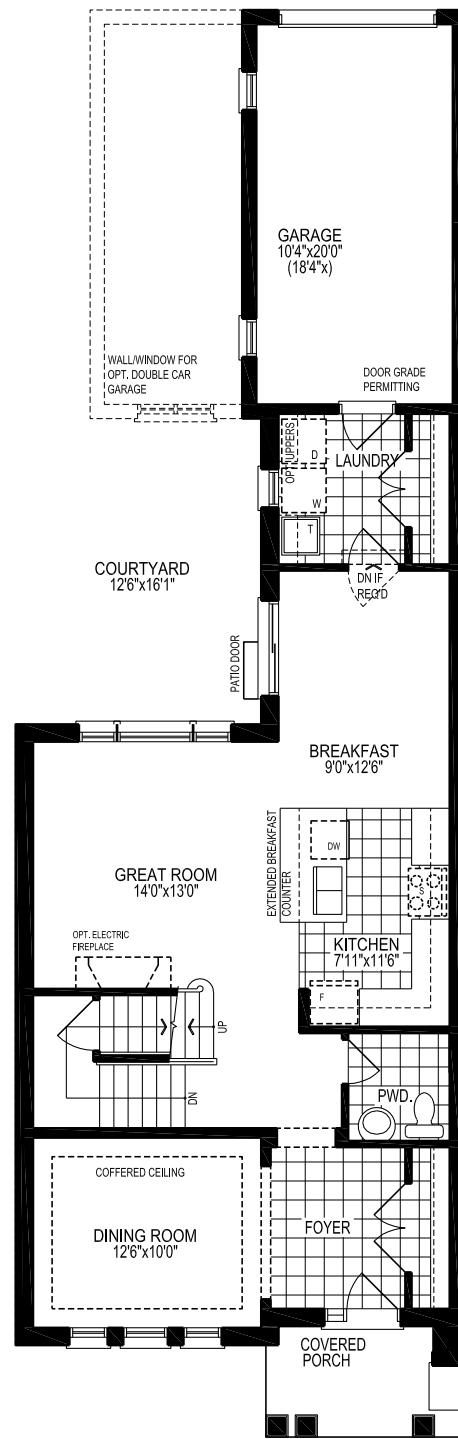 GARAGE
10'4"x20'0"
(18'4"x)
WALL/WINDOW FOR
OPT. DOUBLE CAR
GARAGE
DOOR GRADE
PERMITTING
OPT. UPPERS
D
LAUNDRY
W
T
COURTYARD
12'6"x16'1"
DN IF
REQ'D
PATIO DOOR
BREAKFAST
9'0"x12'6"
EXTENDED BREAKFAST
COUNTER
DW
GREAT ROOM
14'0"x13'0"
S
OPT. ELECTRIC
FIREPLACE
KITCHEN
7'11"x11'6"
F
UP
DN
PWD.
COFFERED CEILING
DINING ROOM
12'6"x10'0"
FOYER
COVERED
PORCH